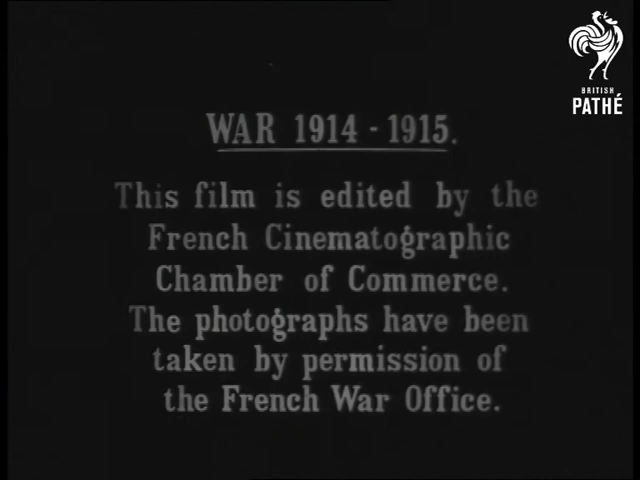 BRITISH
PATHÉ
WAR 1914 - 1915.
This film is edited by the
French Cinematographic
Chamber of Commerce.
The photographs have been
taken by permission of
the French War Office.